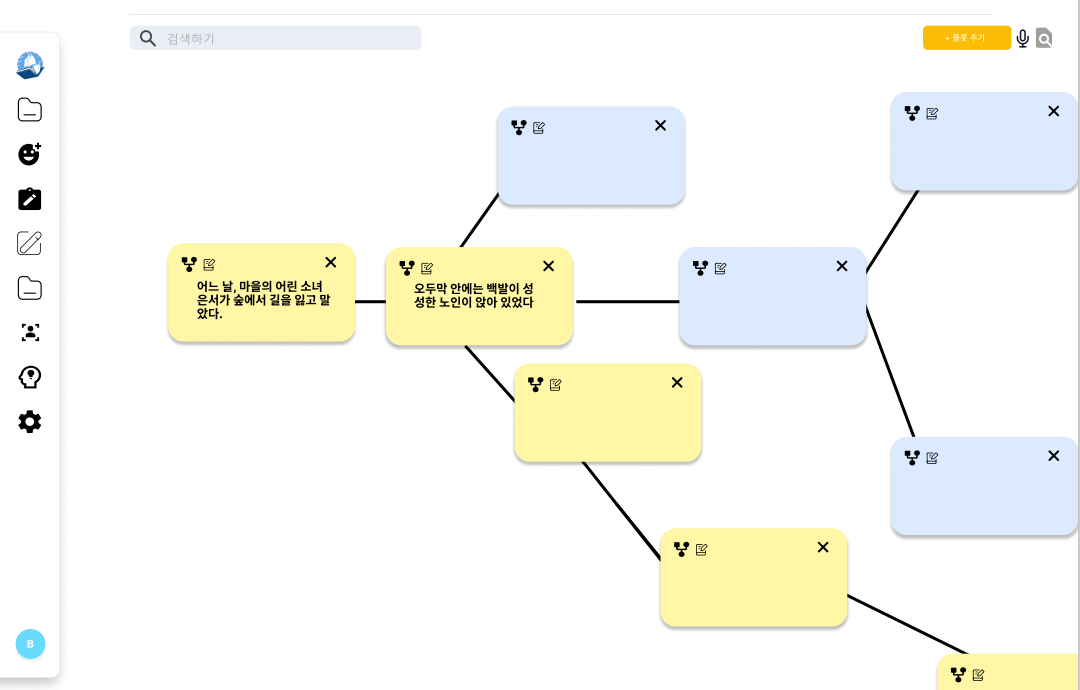 검색하기
+ 플롯 추가
어느 날, 마을의 어린 소녀
은서가 숲에서 길을 잃고 말
았다.
오두막 안에는 백발이 성
성한 노인이 앉아 있었다
B